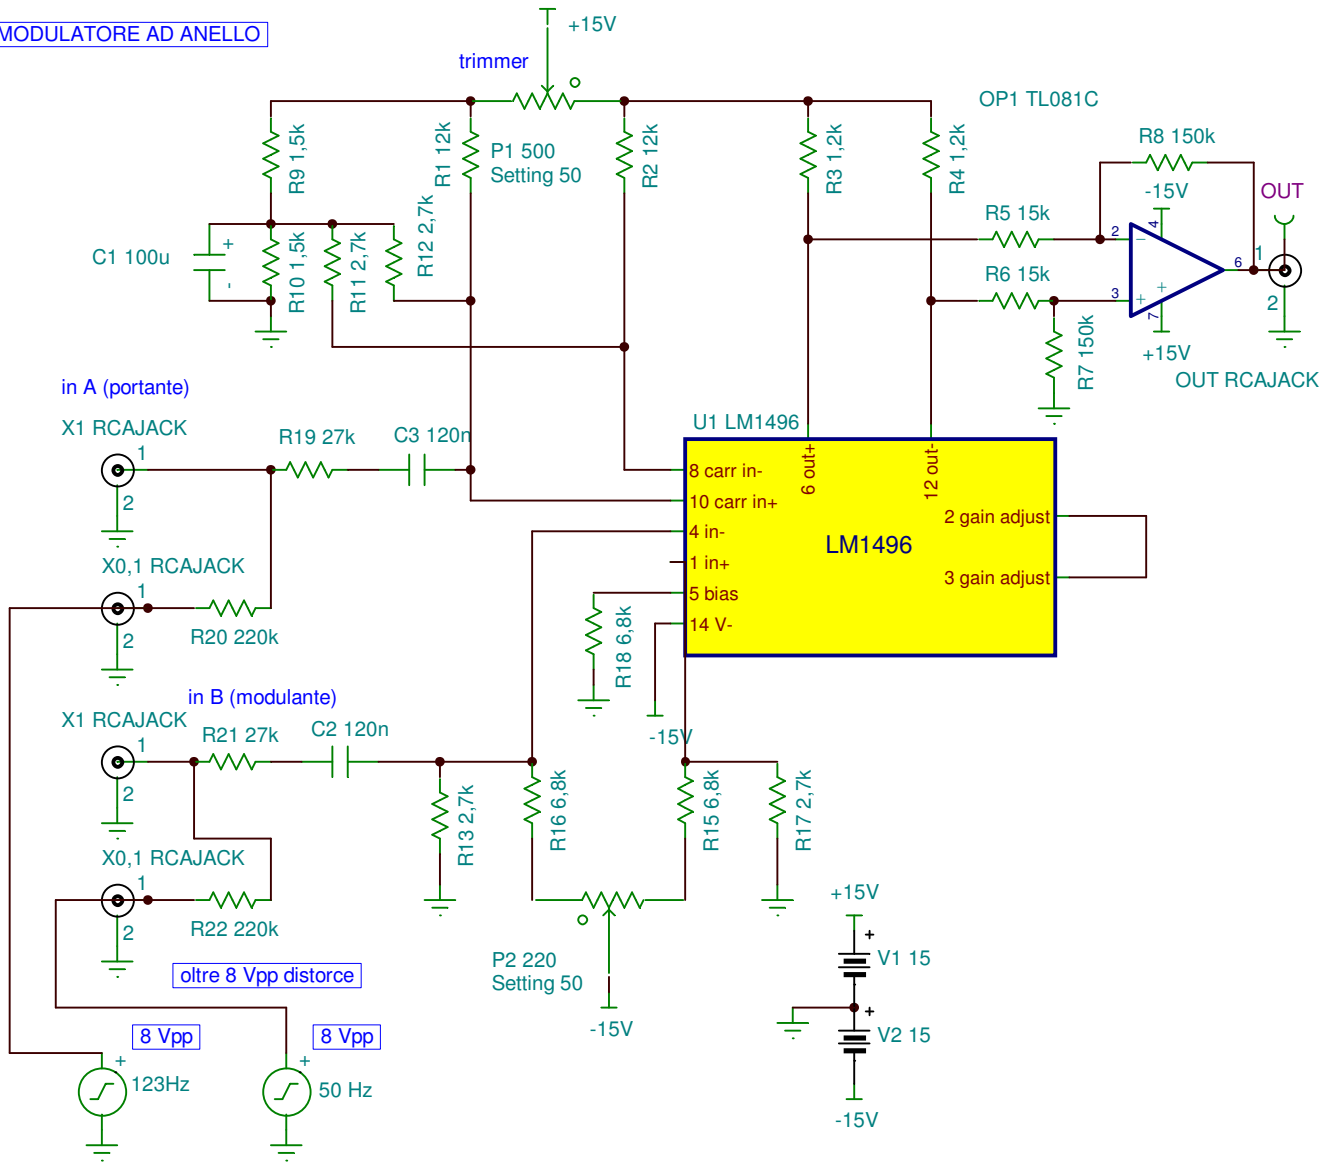 MODULATORE AD ANELLO
+15V
trimmer
OP1 TL081C
R9 1,5k
R1 12k
P1 500
Setting 50
R2 12k
R3 1,2k
R4 1,2k
R8 150k
-15V
OUT
C1 100u
+
-
R10 1,5k
R11 2,7k
R12 2,7k
R5 15k
2
-
4
6
1
R6 15k
3
+
+
7
2
R7 150k
+15V
OUT RCAJACK
in A (portante)
X1 RCAJACK
1
2
R19 27k
C3 120n
U1 LM1496
6 out+
12 out-
8 carr in-
10 carr in+
4 in-
1 in+
5 bias
14 V-
LM1496
2 gain adjust
3 gain adjust
X0,1 RCAJACK
1
2
R20 220k
R18 6,8k
-15V
in B (modulante)
X1 RCAJACK
1
2
R21 27k
C2 120n
R13 2,7k
R16 6,8k
R15 6,8k
R17 2,7k
X0,1 RCAJACK
1
2
R22 220k
P2 220
Setting 50
-15V
+15V
+
V1 15
+
V2 15
-15V
oltre 8 Vpp distorce
8 Vpp
8 Vpp
+
123Hz
+
50 Hz